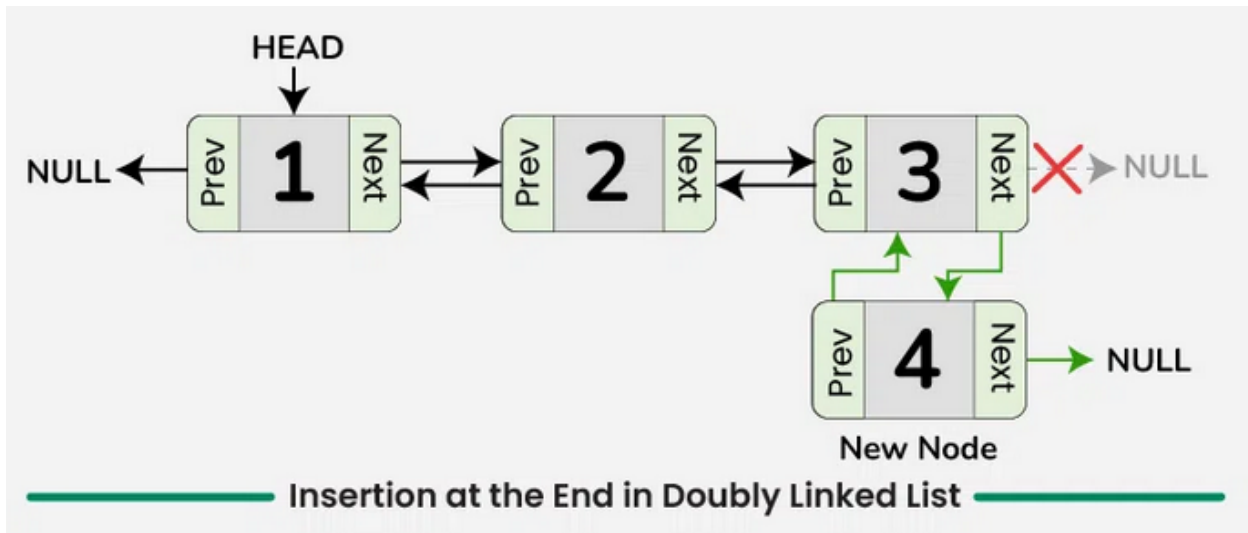 HEAD
NULL
Prev 1 Next
Prev 2 Next
Prev 3 Next
NULL
Prev 4 Next
NULL
New Node
Insertion at the End in Doubly Linked List